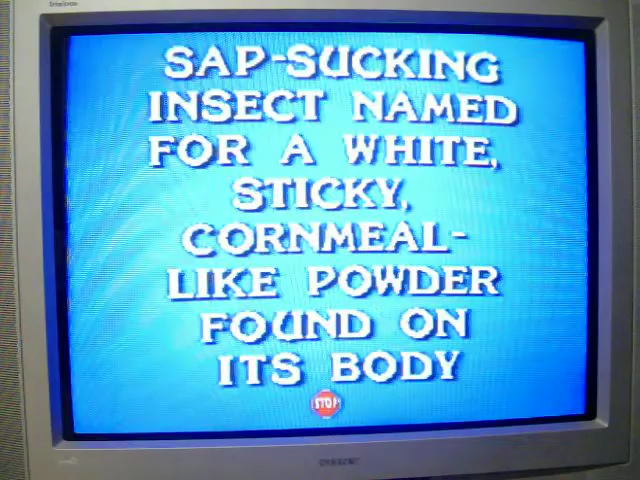 SAP-SUCKING
INSECT NAMED
FOR A WHITE,
STICKY,
CORNMEAL-
LIKE POWDER
FOUND ON
ITS BODY
STOP